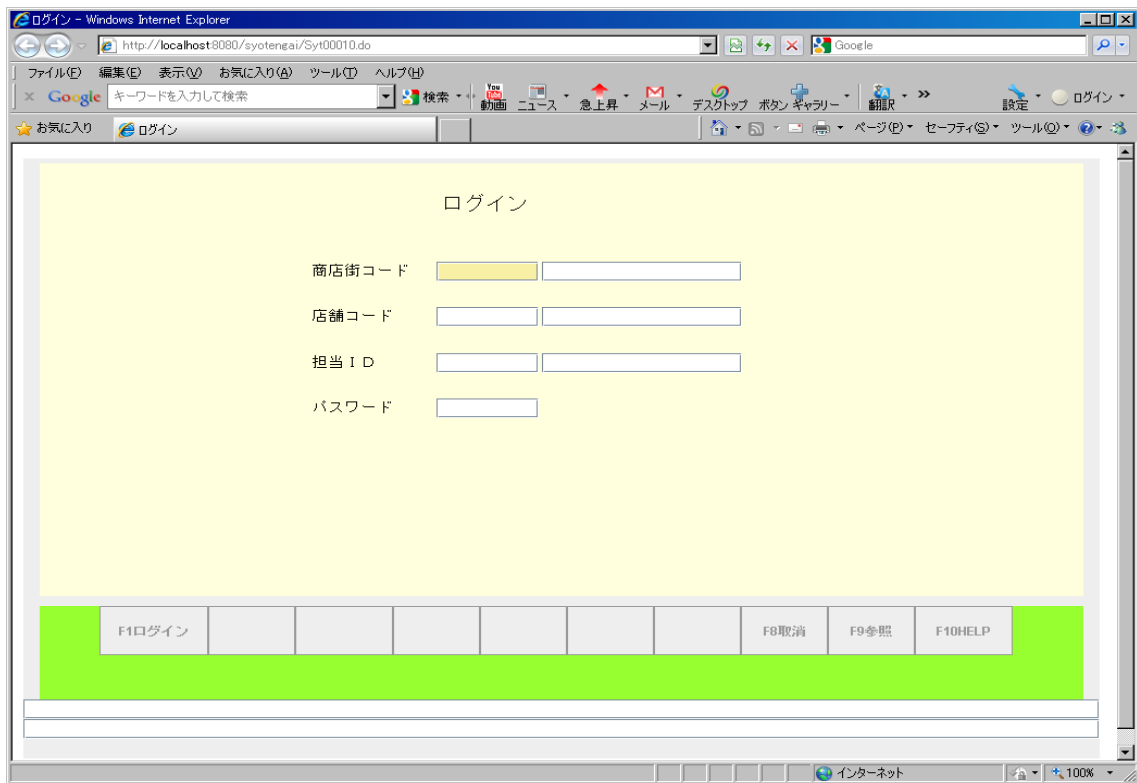 ログイン - Windows Internet Explorer
http://localhost:8080/syotengai/Syt00010.do
Google
ファイル(F) 編集(E) 表示(V) お気に入り(A) ツール(T) ヘルプ(H)
× Google キーワードを入力して検索 検索 You Tube 動画 ニュース 急上昇 メール デスクトップ ボタン ギャラリー 翻訳 » 設定 ログイン
お気に入り ログイン ページ(P) セーフティ(S) ツール(O)
ログイン
商店街コード
店舗コード
担当ＩＤ
パスワード
F1ログイン F8取消 F9参照 F10HELP
インターネット 100%